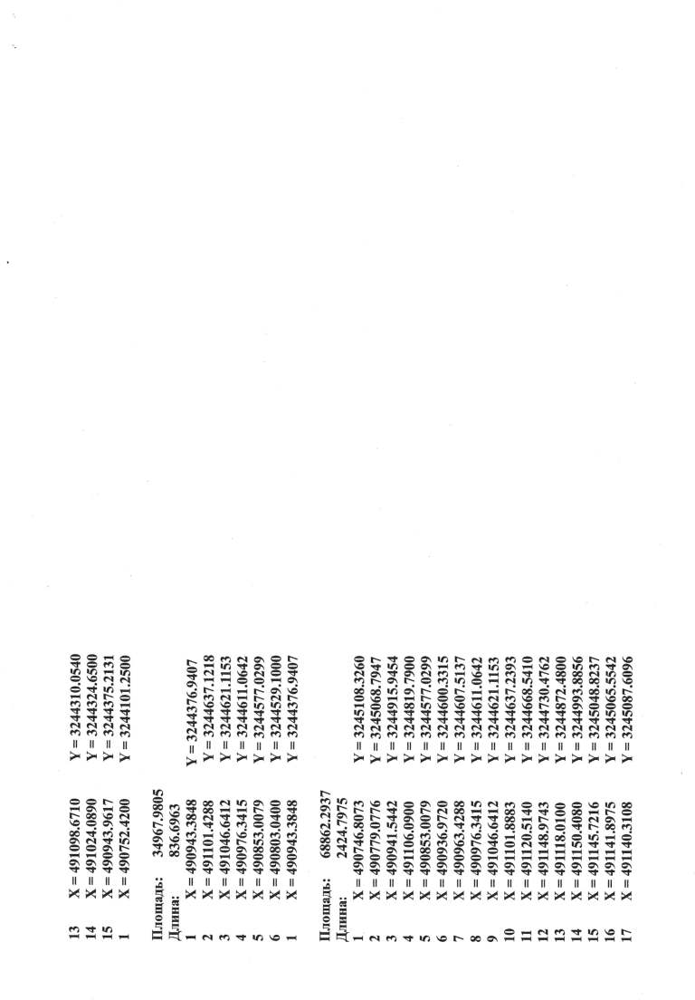 13 X = 491098.6710 Y = 3244310.0540
14 X = 491024.0890 Y = 3244324.6500
15 X = 490943.9617 Y = 3244375.2131
1 X = 490752.4200 Y = 3244101.2500
Площадь: 34967.9805
Длина: 836.6963
1 X = 490943.3848 Y = 3244376.9407
2 X = 491101.4288 Y = 3244637.1218
3 X = 491046.6412 Y = 3244621.1153
4 X = 490976.3415 Y = 3244611.0642
5 X = 490853.0079 Y = 3244577.0299
6 X = 490803.0400 Y = 3244529.1000
1 X = 490943.3848 Y = 3244376.9407
Площадь: 68862.2937
Длина: 2424.7975
1 X = 490746.8073 Y = 3245108.3260
2 X = 490779.0776 Y = 3245068.7947
3 X = 490941.5442 Y = 3244915.9454
4 X = 491106.0900 Y = 3244819.7900
5 X = 490853.0079 Y = 3244577.0299
6 X = 490936.9720 Y = 3244600.3315
7 X = 490963.4288 Y = 3244607.5137
8 X = 490976.3415 Y = 3244611.0642
9 X = 491046.6412 Y = 3244621.1153
10 X = 491101.8883 Y = 3244637.2393
11 X = 491120.5140 Y = 3244668.5410
12 X = 491148.9743 Y = 3244730.4762
13 X = 491118.0100 Y = 3244872.4800
14 X = 491150.4080 Y = 3244993.8856
15 X = 491145.7216 Y = 3245048.8237
16 X = 491141.8975 Y = 3245065.5542
17 X = 491140.3108 Y = 3245087.6096